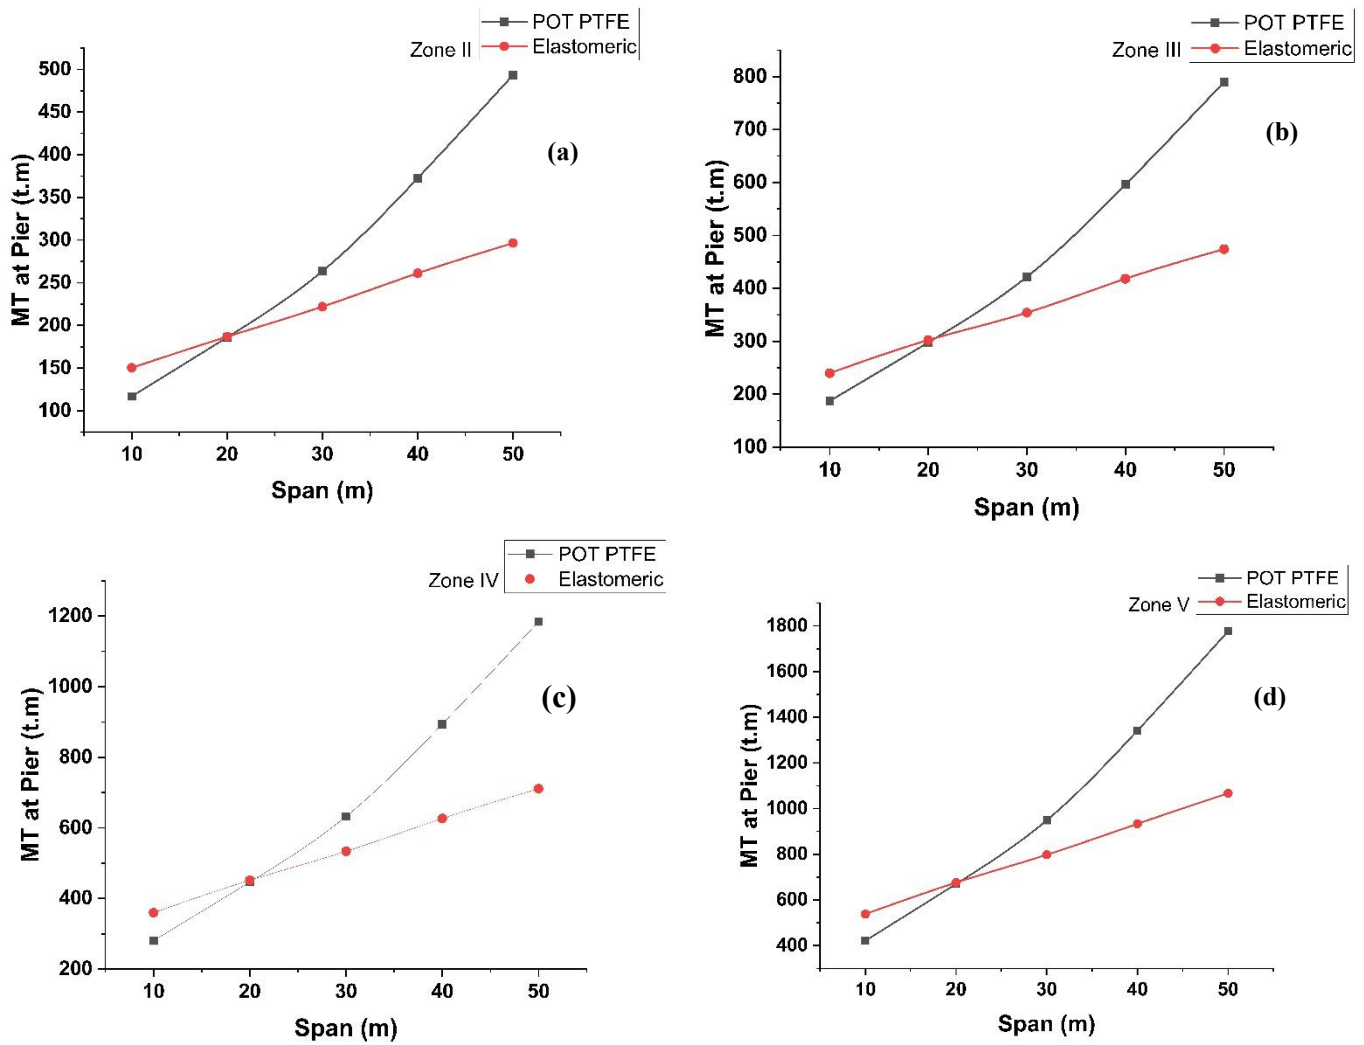 POT PTFE
Zone II Elastomeric
500
450
400
350
300
250
200
150
100
MT at Pier (t.m)
(a)
10 20 30 40 50
Span (m)
POT PTFE
Zone III Elastomeric
800
700
600
500
400
300
200
100
MT at Pier (t.m)
(b)
10 20 30 40 50
Span (m)
POT PTFE
Zone IV Elastomeric
1200
1000
800
600
400
200
MT at Pier (t.m)
(c)
10 20 30 40 50
Span (m)
POT PTFE
Zone V Elastomeric
1800
1600
1400
1200
1000
800
600
400
MT at Pier (t.m)
(d)
10 20 30 40 50
Span (m)